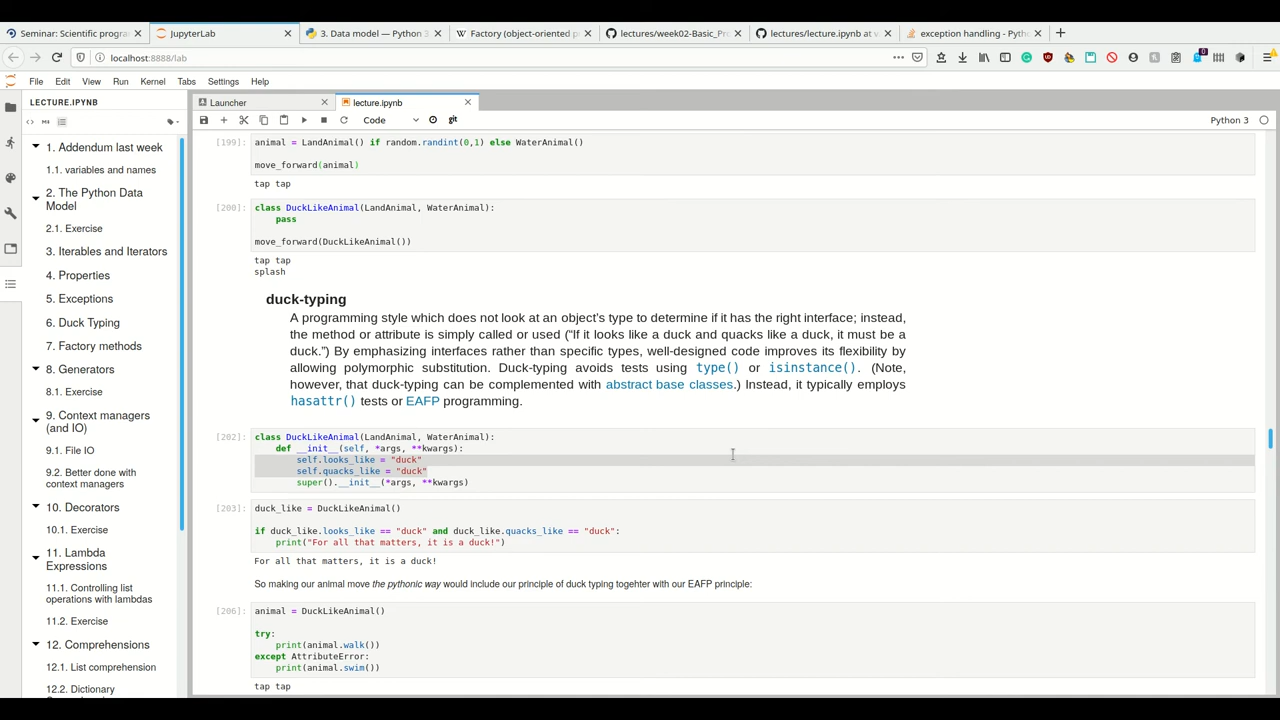 Seminar: Scientific progra
JupyterLab
3. Data model — Python 3
Factory (object-oriented p
lectures/week02-Basic_Pr
lectures/lecture.ipynb at v
exception handling - Pyth
localhost:8888/lab
File Edit View Run Kernel Tabs Settings Help
LECTURE.IPYNB
Launcher
lecture.ipynb
Code
git
Python 3
1. Addendum last week
1.1. variables and names
2. The Python Data
Model
2.1. Exercise
3. Iterables and Iterators
4. Properties
5. Exceptions
6. Duck Typing
7. Factory methods
8. Generators
8.1. Exercise
9. Context managers
(and IO)
9.1. File IO
9.2. Better done with
context managers
10. Decorators
10.1. Exercise
11. Lambda
Expressions
11.1. Controlling list
operations with lambdas
11.2. Exercise
12. Comprehensions
12.1. List comprehension
12.2. Dictionary
[199]: animal = LandAnimal() if random.randint(0,1) else WaterAnimal()
move_forward(animal)
tap tap
[200]: class DuckLikeAnimal(LandAnimal, WaterAnimal):
pass
move_forward(DuckLikeAnimal())
tap tap
splash
duck-typing
A programming style which does not look at an object's type to determine if it has the right interface; instead,
the method or attribute is simply called or used (“If it looks like a duck and quacks like a duck, it must be a
duck.”) By emphasizing interfaces rather than specific types, well-designed code improves its flexibility by
allowing polymorphic substitution. Duck-typing avoids tests using type() or isinstance(). (Note,
however, that duck-typing can be complemented with abstract base classes.) Instead, it typically employs
hasattr() tests or EAFP programming.
[202]: class DuckLikeAnimal(LandAnimal, WaterAnimal):
def __init__(self, *args, **kwargs):
self.looks_like = "duck"
self.quacks_like = "duck"
super().__init__(*args, **kwargs)
[203]: duck_like = DuckLikeAnimal()
if duck_like.looks_like == "duck" and duck_like.quacks_like == "duck":
print("For all that matters, it is a duck!")
For all that matters, it is a duck!
So making our animal move the pythonic way would include our principle of duck typing togehter with our EAFP principle:
[206]: animal = DuckLikeAnimal()
try:
print(animal.walk())
except AttributeError:
print(animal.swim())
tap tap